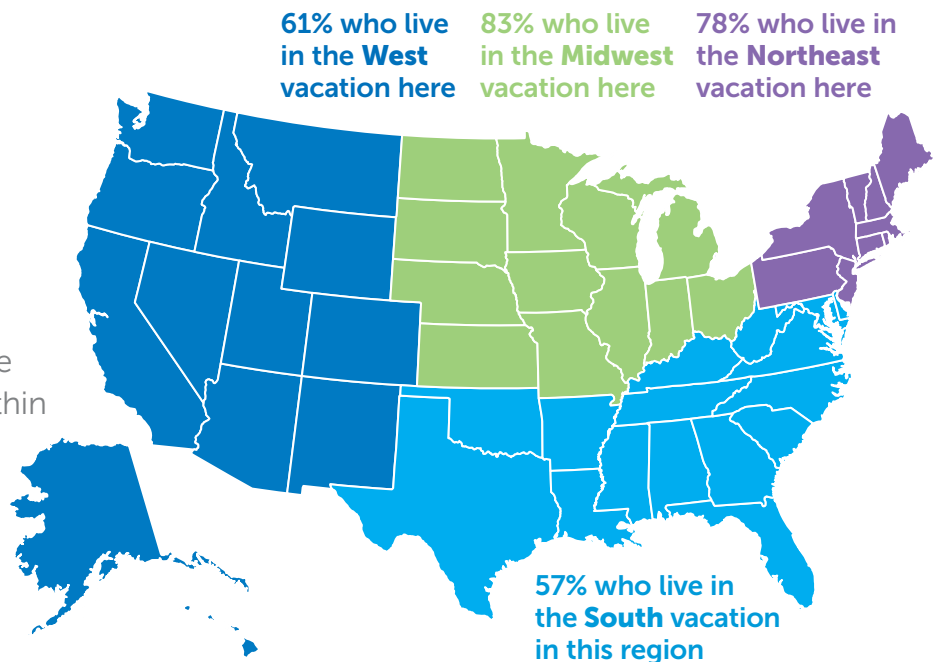 61% who live
in the West
vacation here
83% who live
in the Midwest
vacation here
78% who live in
the Northeast
vacation here
57% who live in
the South vacation
in this region